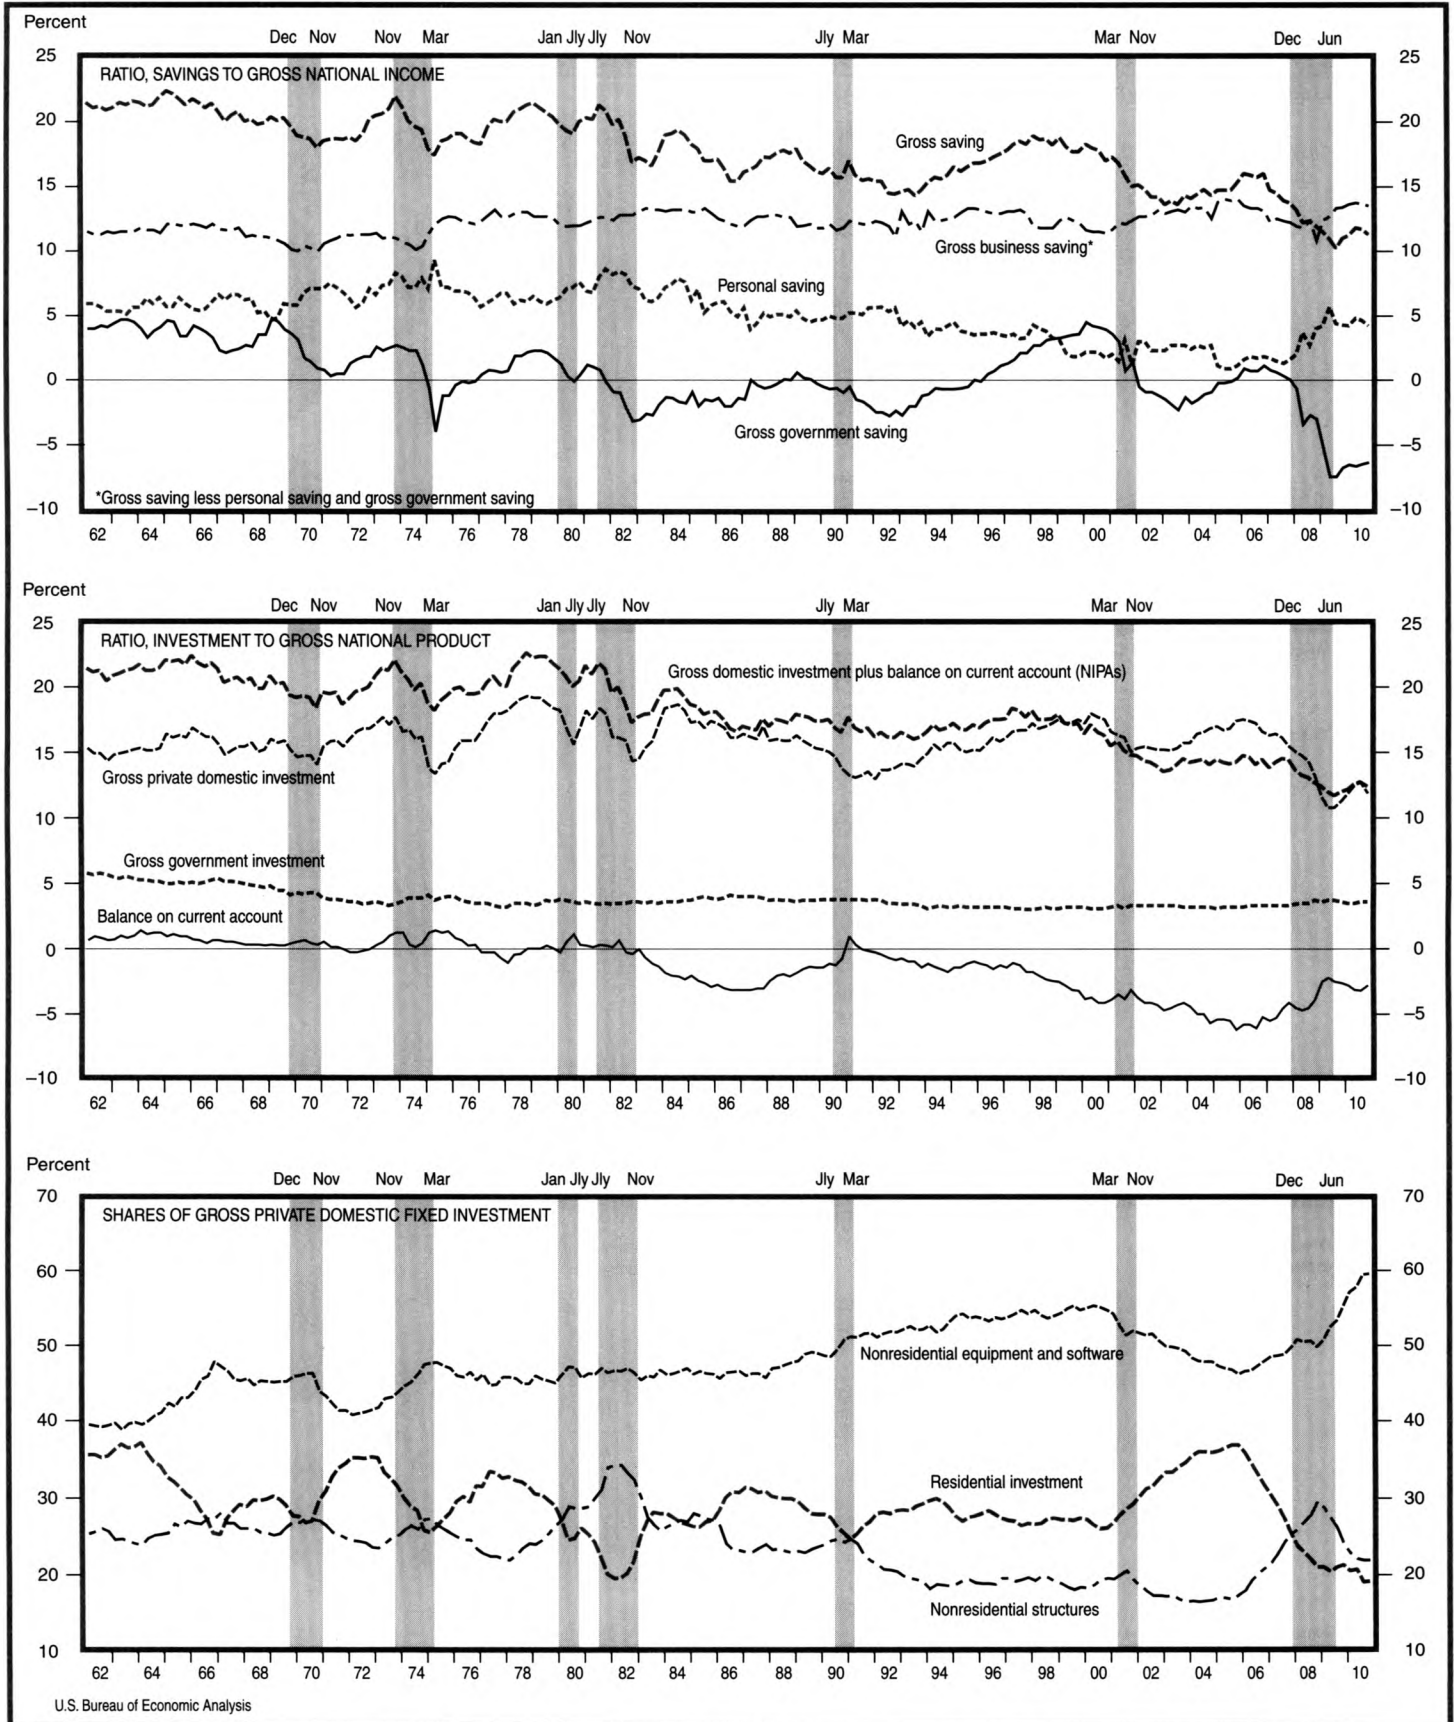 Percent
Dec Nov Nov Mar Jan Jly Jly Nov Jly Mar Mar Nov Dec Jun
25 25
RATIO, SAVINGS TO GROSS NATIONAL INCOME
20 20
Gross saving
15 15
Gross business saving*
10 10
Personal saving
5 5
0 0
Gross government saving
–5 –5
*Gross saving less personal saving and gross government saving
–10 –10
62 64 66 68 70 72 74 76 78 80 82 84 86 88 90 92 94 96 98 00 02 04 06 08 10
Percent
Dec Nov Nov Mar Jan Jly Jly Nov Jly Mar Mar Nov Dec Jun
25 25
RATIO, INVESTMENT TO GROSS NATIONAL PRODUCT
Gross domestic investment plus balance on current account (NIPAs)
20 20
15 15
Gross private domestic investment
10 10
Gross government investment
5 5
Balance on current account
0 0
–5 –5
–10 –10
62 64 66 68 70 72 74 76 78 80 82 84 86 88 90 92 94 96 98 00 02 04 06 08 10
Percent
Dec Nov Nov Mar Jan Jly Jly Nov Jly Mar Mar Nov Dec Jun
70 70
SHARES OF GROSS PRIVATE DOMESTIC FIXED INVESTMENT
60 60
50 50
Nonresidential equipment and software
40 40
Residential investment
30 30
20 20
Nonresidential structures
10 10
62 64 66 68 70 72 74 76 78 80 82 84 86 88 90 92 94 96 98 00 02 04 06 08 10
U.S. Bureau of Economic Analysis